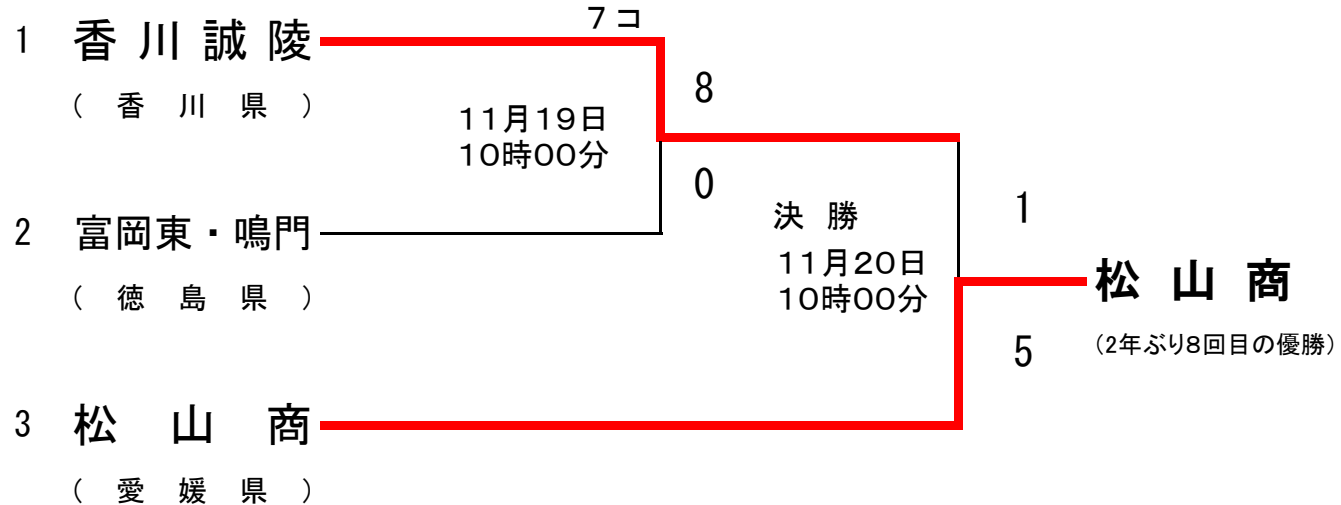 7コ
1 香川誠陵
(香川県)
8
11月19日
10時00分
0
2 富岡東・鳴門
(徳島県)
決勝
11月20日
10時00分
1
松山商
(2年ぶり8回目の優勝)
5
3 松山商
(愛媛県)